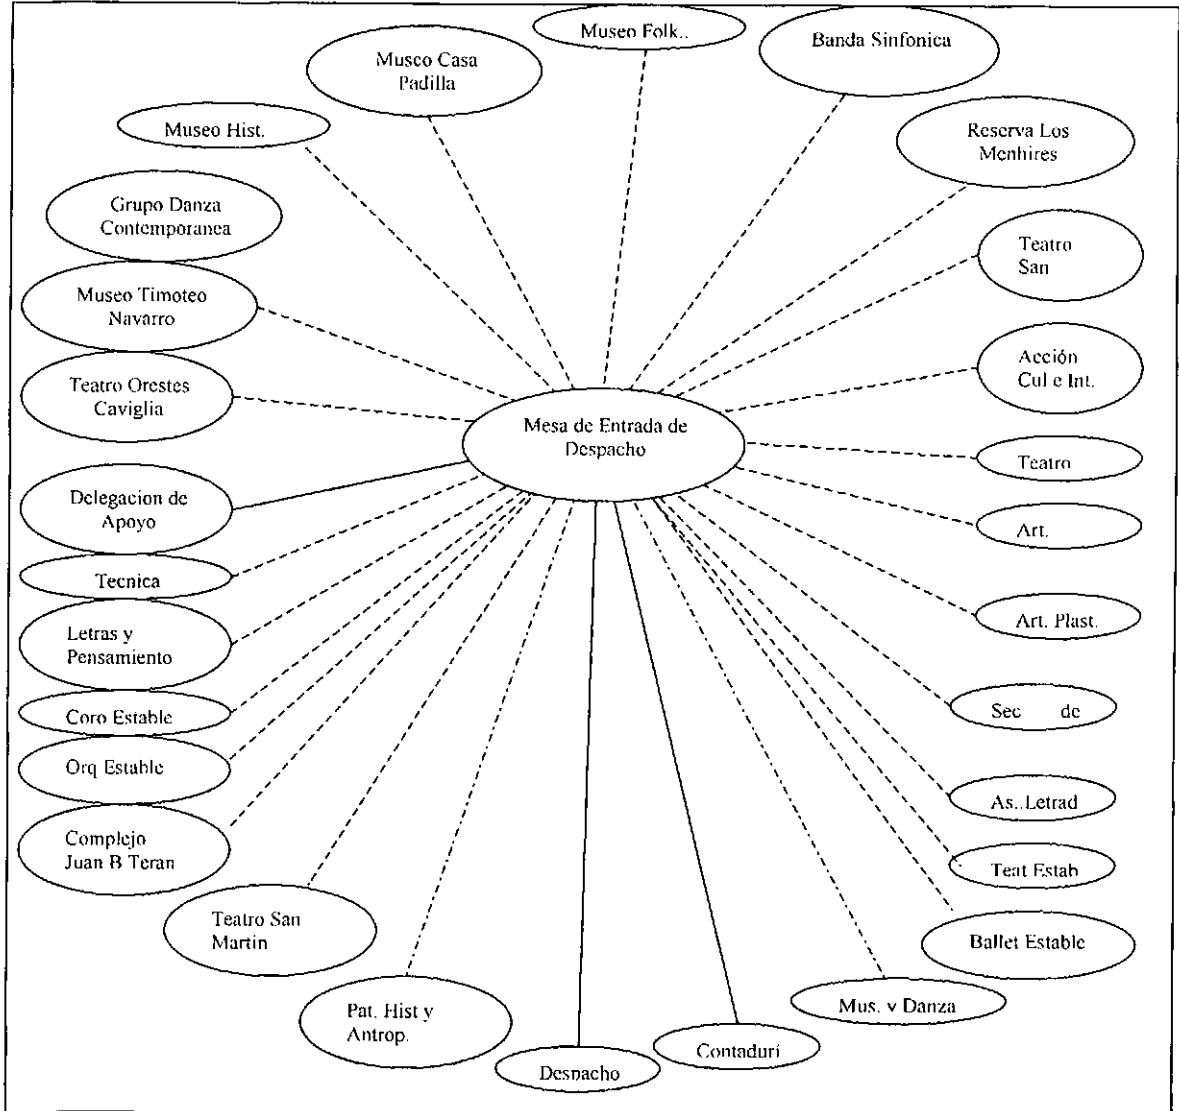 Museo Folk..
Banda Sinfonica
Museo Casa
Padilla
Museo Hist.
Reserva Los
Menhires
Grupo Danza
Contemporanea
Teatro
San
Museo Timoteo
Navarro
Acción
Cul e Int.
Teatro Orestes
Caviglia
Mesa de Entrada de
Despacho
Teatro
Delegacion de
Apoyo
Art.
Tecnica
Letras y
Pensamiento
Art. Plast.
Coro Estable
Sec de
Orq Estable
As..Letrad
Complejo
Juan B Teran
Teat Estab
Teatro San
Martin
Ballet Estable
Pat. Hist y
Antrop.
Mus. y Danza
Contadurí
Despacho